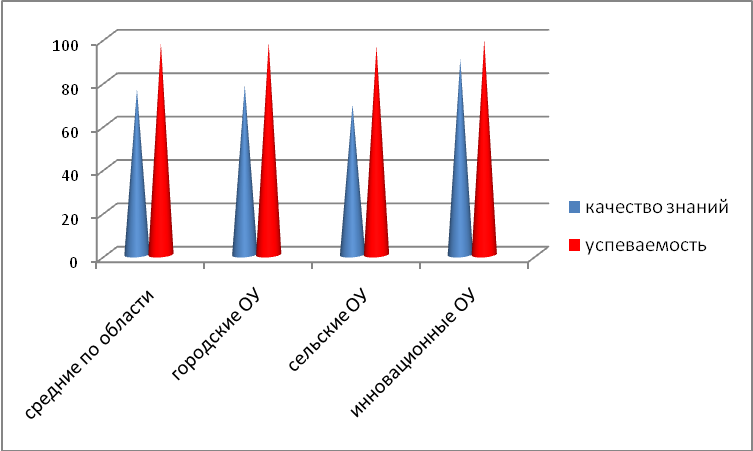 100
80
60
40
20
0
средние по области
городские ОУ
сельские ОУ
инновационные ОУ
качество знаний
успеваемость